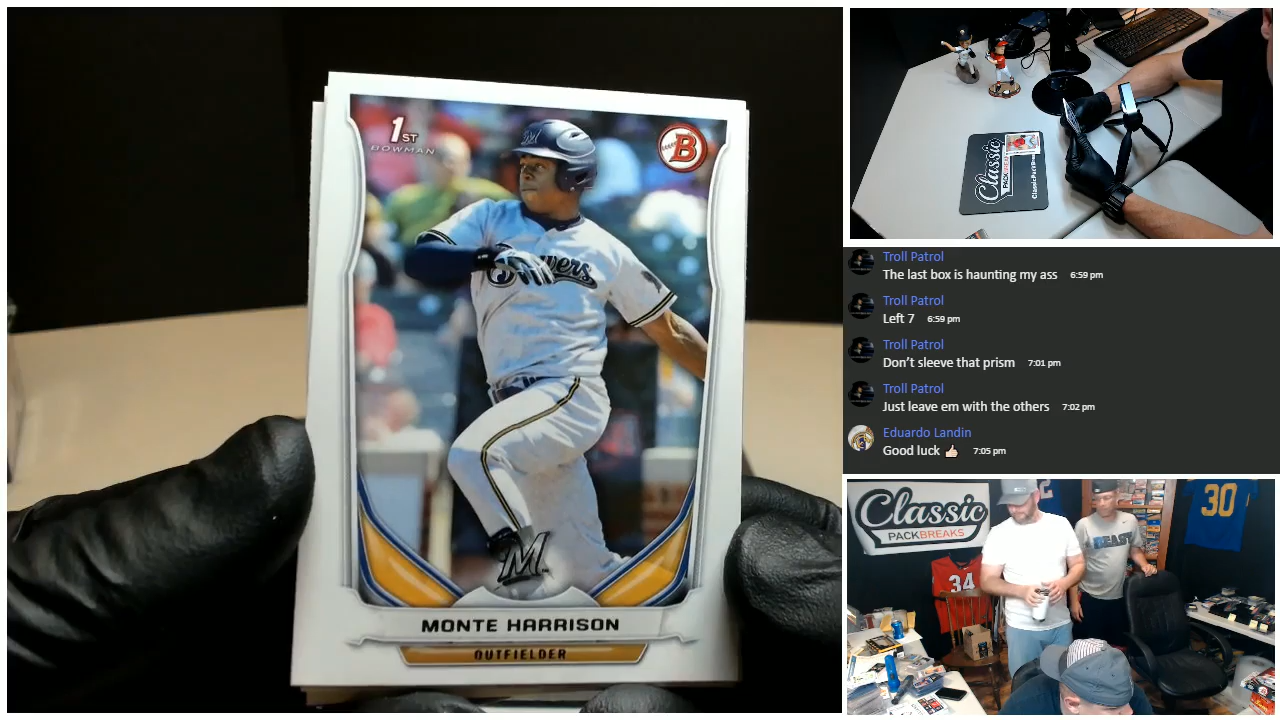 1ST
BOWMAN
B
Brewers
M
MONTE HARRISON
OUTFIELDER
Classic
PACKBREAKS
Troll Patrol
The last box is haunting my ass 6:59 pm
Troll Patrol
Left 7 6:59 pm
Troll Patrol
Don't sleeve that prism 7:01 pm
Troll Patrol
Just leave em with the others 7:02 pm
Eduardo Landin
Good luck 👍🏻 7:05 pm
Classic
PACKBREAKS
34
BEAST
30